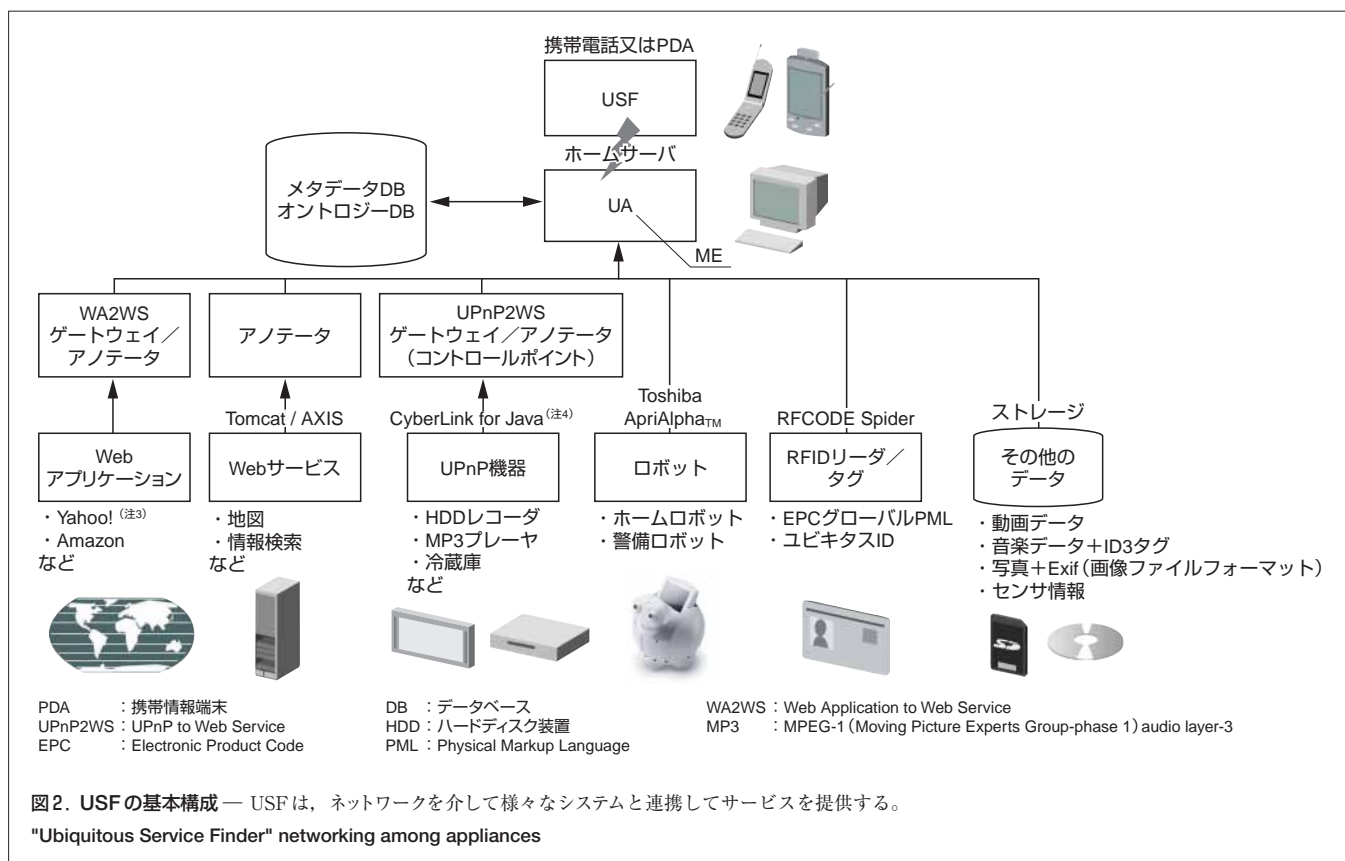 携帯電話又はPDA
USF
ホームサーバ
メタデータDB
オントロジーDB
UA
ME
WA2WS
ゲートウェイ／
アノテータ
アノテータ
UPnP2WS
ゲートウェイ／アノテータ
（コントロールポイント）
Tomcat / AXIS
CyberLink for Java（注4）
Toshiba
ApriAlphaTM
RFCODE Spider
ストレージ
Web
アプリケーション
Webサービス
UPnP機器
ロボット
RFIDリーダ／
タグ
その他の
データ
・Yahoo!（注3）
・Amazon
など
・地図
・情報検索
など
・HDDレコーダ
・MP3プレーヤ
・冷蔵庫
など
・ホームロボット
・警備ロボット
・EPCグローバルPML
・ユビキタスID
・動画データ
・音楽データ＋ID3タグ
・写真＋Exif（画像ファイルフォーマット）
・センサ情報
SD
PDA ：携帯情報端末
UPnP2WS：UPnP to Web Service
EPC ：Electronic Product Code
DB ：データベース
HDD：ハードディスク装置
PML：Physical Markup Language
WA2WS：Web Application to Web Service
MP3 ：MPEG-1（Moving Picture Experts Group-phase 1）audio layer-3
図2．USFの基本構成 — USFは，ネットワークを介して様々なシステムと連携してサービスを提供する。
"Ubiquitous Service Finder" networking among appliances